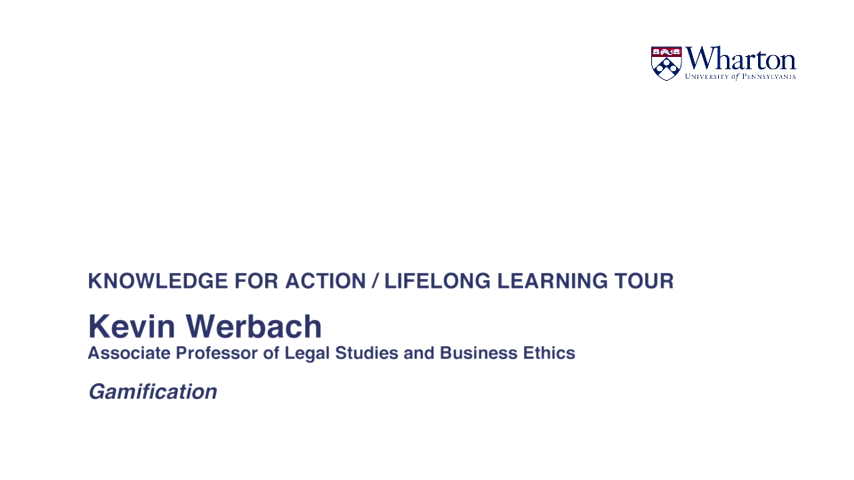 Wharton
UNIVERSITY of PENNSYLVANIA
KNOWLEDGE FOR ACTION / LIFELONG LEARNING TOUR
Kevin Werbach
Associate Professor of Legal Studies and Business Ethics
Gamification